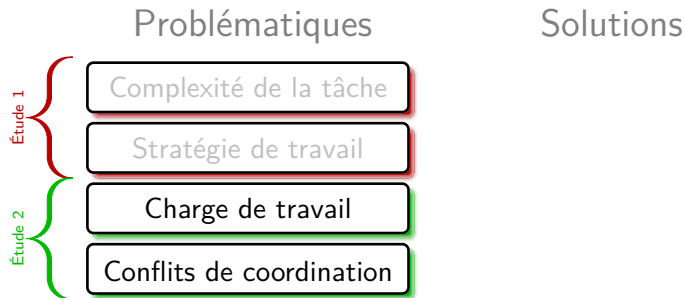 Problématiques Solutions
Étude 1
Complexité de la tâche
Stratégie de travail
Étude 2
Charge de travail
Conflits de coordination